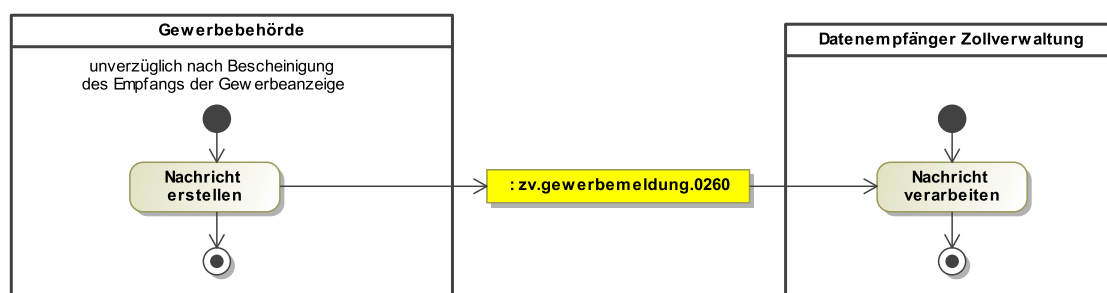 Gewerbebehörde
unverzüglich nach Bescheinigung
des Empfangs der Gewerbeanzeige
Nachricht
erstellen
: zv.gewerbemeldung.0260
Datenempfänger Zollverwaltung
Nachricht
verarbeiten